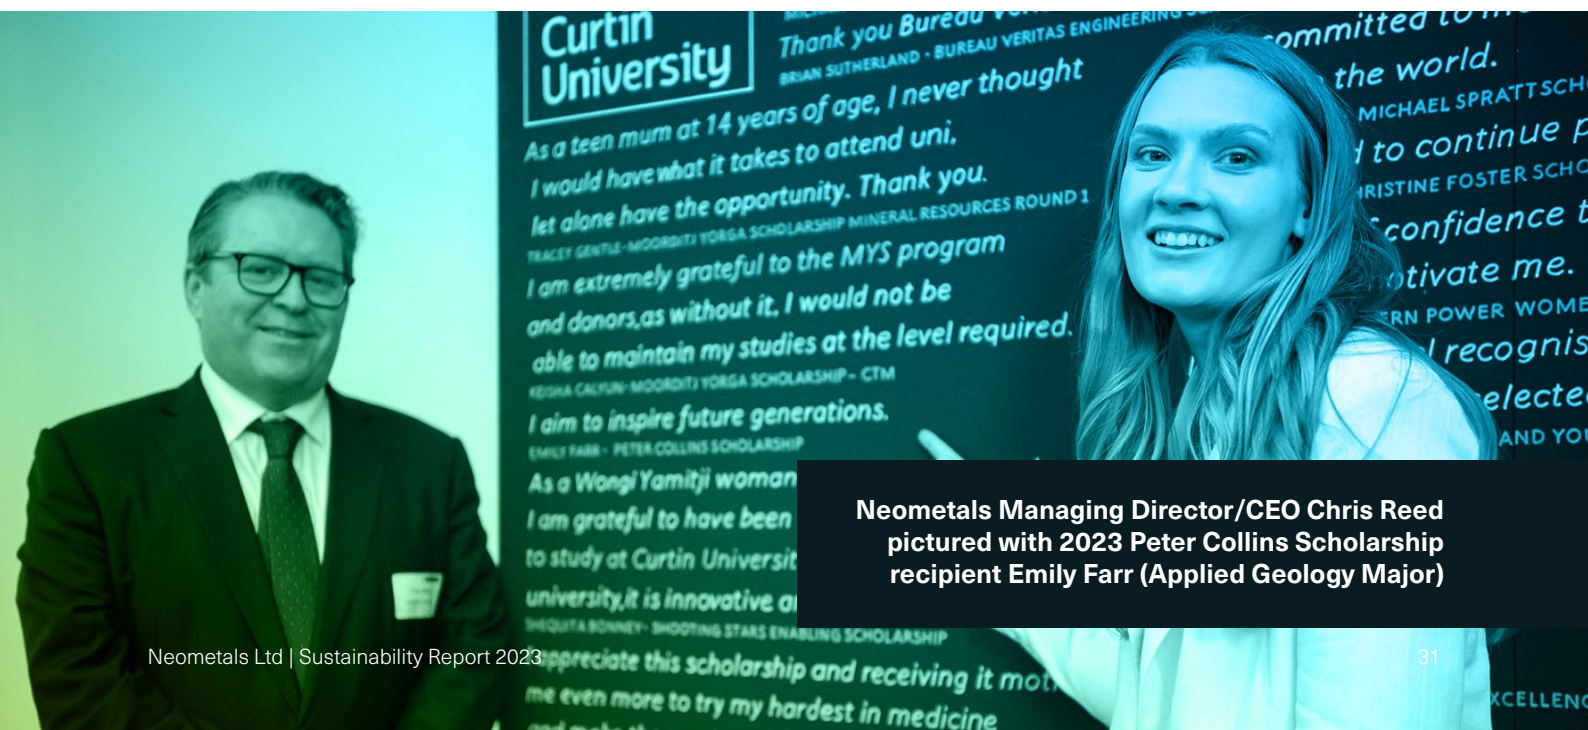 Curtin
University
Thank you Bureau
BRIAN SUTHERLAND - BUREAU VERITAS ENGINEERING
As a teen mum at 14 years of age, I never thought
I would have what it takes to attend uni,
let alone have the opportunity. Thank you.
TRACEY GENTLE-MOORDITJ YORGA SCHOLARSHIP MINERAL RESOURCES ROUND 1
I am extremely grateful to the MYS program
and donors,as without it, I would not be
able to maintain my studies at the level required.
KEISHA CALYUN-MOORDITJ YORGA SCHOLARSHIP - CTM
I aim to inspire future generations.
EMILY FARR - PETER COLLINS SCHOLARSHIP
As a Wongi Yamitji woman
I am grateful to have been
to study at Curtin Universit
university,it is innovative
SHEQUITA BONNEY- SHOOTING STARS ENABLING SCHOLARSHIP
appreciate this scholarship and receiving it mot
me even more to try my hardest in medicine
ommitted to
the world.
MICHAEL SPRATT SCH
to continue
HRISTINE FOSTER SCHO
confidence
otivate me.
ERN POWER WOME
recognis
electe
AND YOU
XCELLENC
Neometals Managing Director/CEO Chris Reed
pictured with 2023 Peter Collins Scholarship
recipient Emily Farr (Applied Geology Major)
Neometals Ltd | Sustainability Report 2023
31